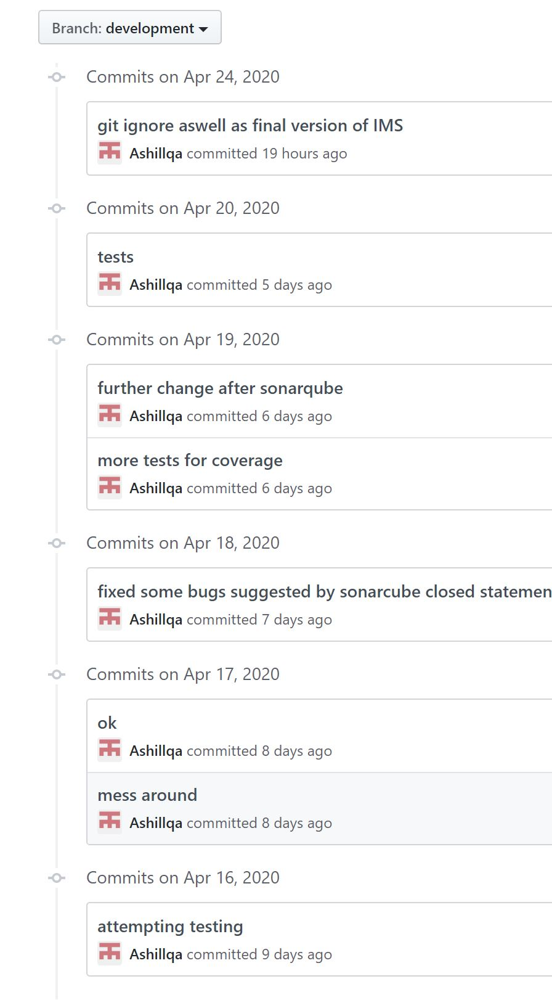 Branch: development
Commits on Apr 24, 2020
git ignore aswell as final version of IMS
Ashillqa committed 19 hours ago
Commits on Apr 20, 2020
tests
Ashillqa committed 5 days ago
Commits on Apr 19, 2020
further change after sonarqube
Ashillqa committed 6 days ago
more tests for coverage
Ashillqa committed 6 days ago
Commits on Apr 18, 2020
fixed some bugs suggested by sonarcube closed statemen
Ashillqa committed 7 days ago
Commits on Apr 17, 2020
ok
Ashillqa committed 8 days ago
mess around
Ashillqa committed 8 days ago
Commits on Apr 16, 2020
attempting testing
Ashillqa committed 9 days ago